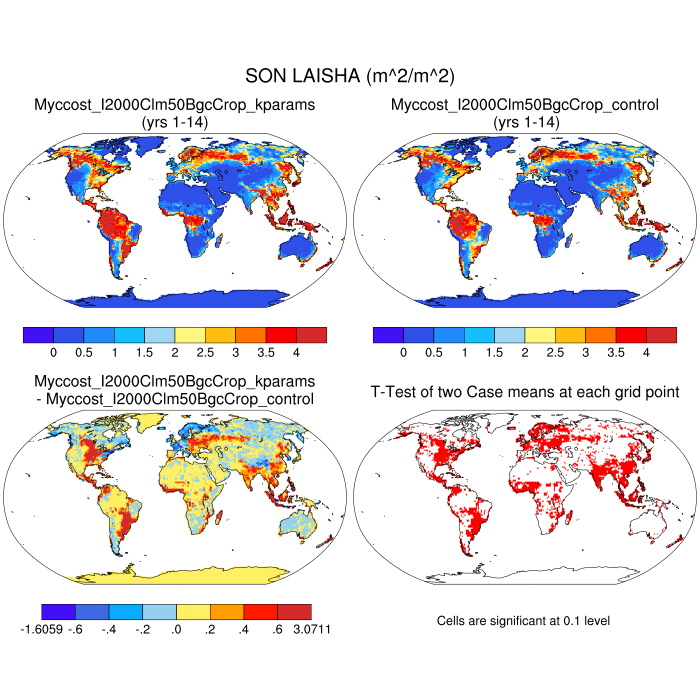 SON LAISHA (m^2/m^2)
Myccost_I2000Clm50BgcCrop_kparams
(yrs 1-14)
Myccost_I2000Clm50BgcCrop_control
(yrs 1-14)
0 0.5 1 1.5 2 2.5 3 3.5 4
0 0.5 1 1.5 2 2.5 3 3.5 4
Myccost_I2000Clm50BgcCrop_kparams
- Myccost_I2000Clm50BgcCrop_control
T-Test of two Case means at each grid point
-1.6059 -.6 -.4 -.2 .0 .2 .4 .6 3.0711
Cells are significant at 0.1 level